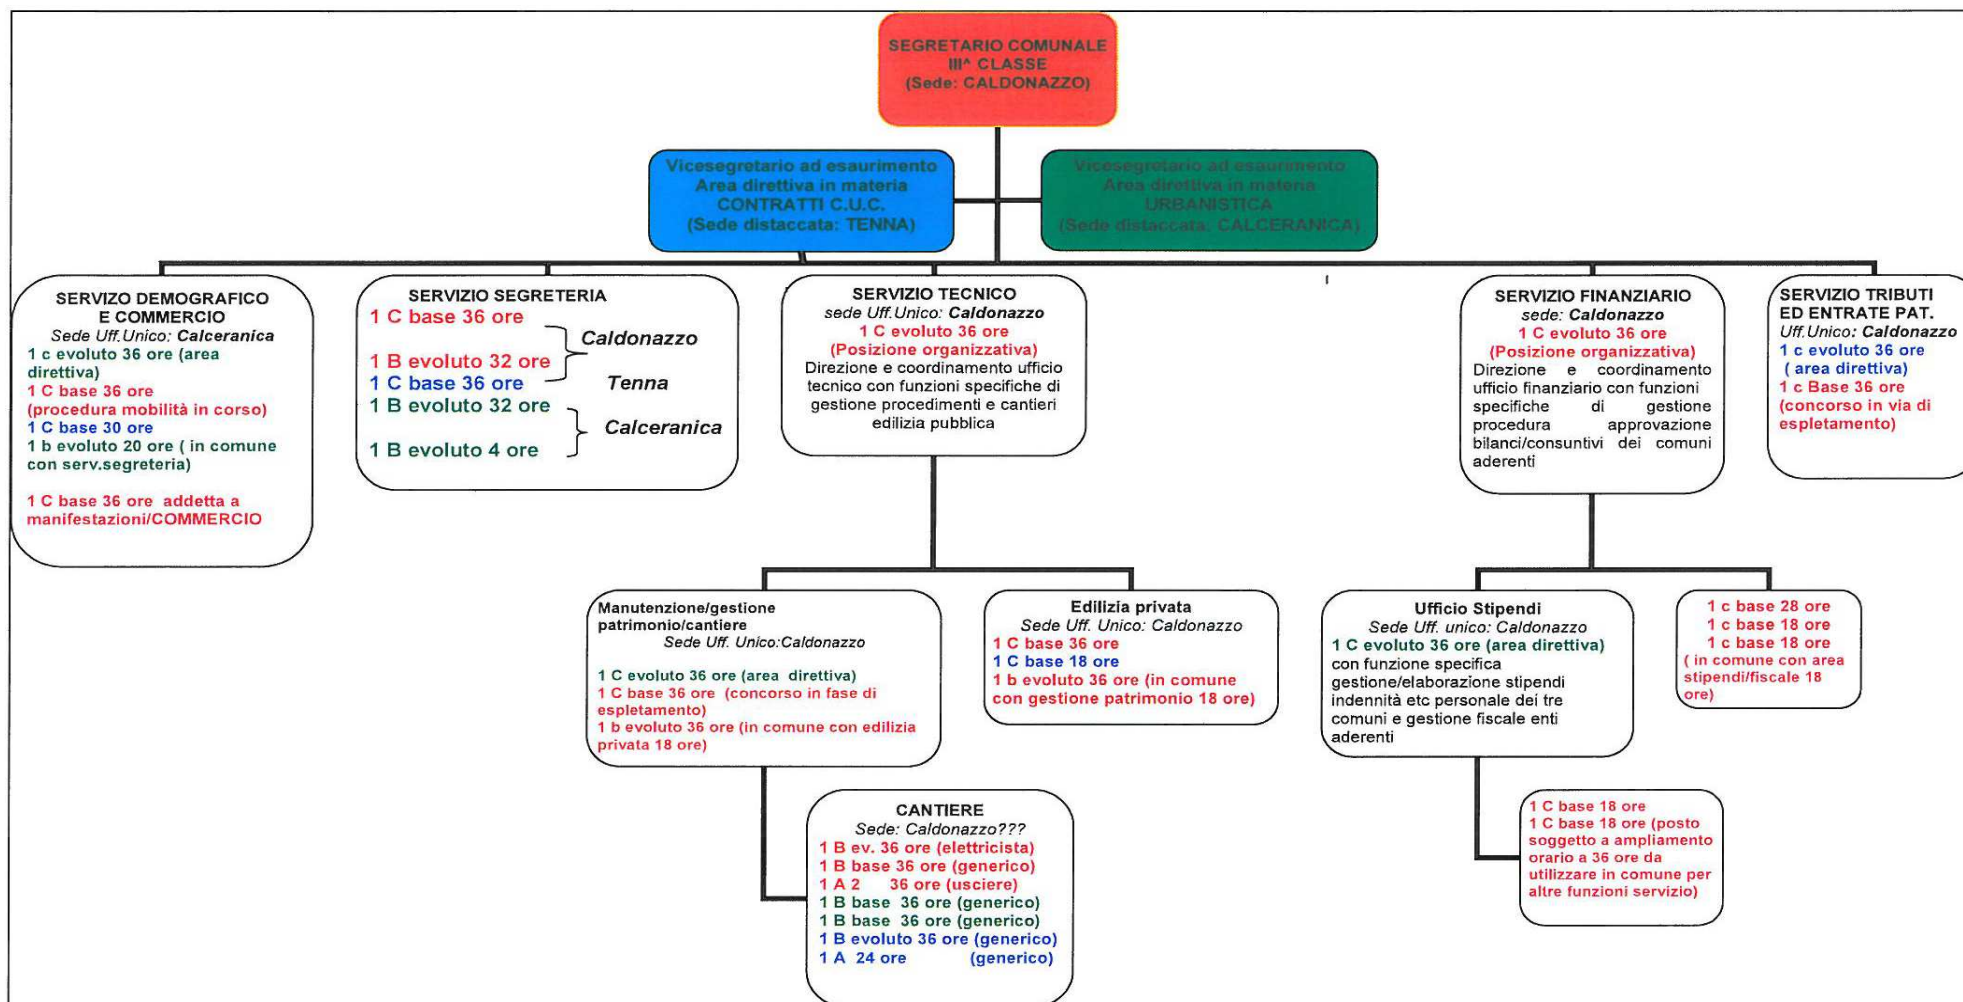 SEGRETARIO COMUNALE
III^ CLASSE
(Sede: CALDONAZZO)
Vicesegretario ad esaurimento
Area direttiva in materia
CONTRATTI C.U.C.
(Sede distaccata: TENNA)
Vicesegretario ad esaurimento
Area direttiva in materia
URBANISTICA
(Sede distaccata: CALCERANICA)
SERVIZO DEMOGRAFICO
E COMMERCIO
Sede Uff.Unico: Calceranica
1 c evoluto 36 ore (area
direttiva)
1 C base 36 ore
(procedura mobilità in corso)
1 C base 30 ore
1 b evoluto 20 ore ( in comune
con serv.segreteria)
1 C base 36 ore addetta a
manifestazioni/COMMERCIO
SERVIZIO SEGRETERIA
1 C base 36 ore
Caldonazzo
1 B evoluto 32 ore
1 C base 36 ore
Tenna
1 B evoluto 32 ore
Calceranica
1 B evoluto 4 ore
SERVIZIO TECNICO
sede Uff.Unico: Caldonazzo
1 C evoluto 36 ore
(Posizione organizzativa)
Direzione e coordinamento ufficio
tecnico con funzioni specifiche di
gestione procedimenti e cantieri
edilizia pubblica
SERVIZIO FINANZIARIO
sede: Caldonazzo
1 C evoluto 36 ore
(Posizione organizzativa)
Direzione e coordinamento
ufficio finanziario con funzioni
specifiche di gestione
procedura approvazione
bilanci/consuntivi dei comuni
aderenti
SERVIZIO TRIBUTI
ED ENTRATE PAT.
Uff.Unico: Caldonazzo
1 c evoluto 36 ore
( area direttiva)
1 c Base 36 ore
(concorso in via di
espletamento)
Manutenzione/gestione
patrimonio/cantiere
Sede Uff. Unico:Caldonazzo
1 C evoluto 36 ore (area direttiva)
1 C base 36 ore (concorso in fase di
espletamento)
1 b evoluto 36 ore (in comune con edilizia
privata 18 ore)
Edilizia privata
Sede Uff. Unico: Caldonazzo
1 C base 36 ore
1 C base 18 ore
1 b evoluto 36 ore (in comune
con gestione patrimonio 18 ore)
Ufficio Stipendi
Sede Uff. unico: Caldonazzo
1 C evoluto 36 ore (area direttiva)
con funzione specifica
gestione/elaborazione stipendi
indennità etc personale dei tre
comuni e gestione fiscale enti
aderenti
1 c base 28 ore
1 c base 18 ore
1 c base 18 ore
( in comune con area
stipendi/fiscale 18
ore)
CANTIERE
Sede: Caldonazzo???
1 B ev. 36 ore (elettricista)
1 B base 36 ore (generico)
1 A 2 36 ore (usciere)
1 B base 36 ore (generico)
1 B base 36 ore (generico)
1 B evoluto 36 ore (generico)
1 A 24 ore (generico)
1 C base 18 ore
1 C base 18 ore (posto
soggetto a ampliamento
orario a 36 ore da
utilizzare in comune per
altre funzioni servizio)